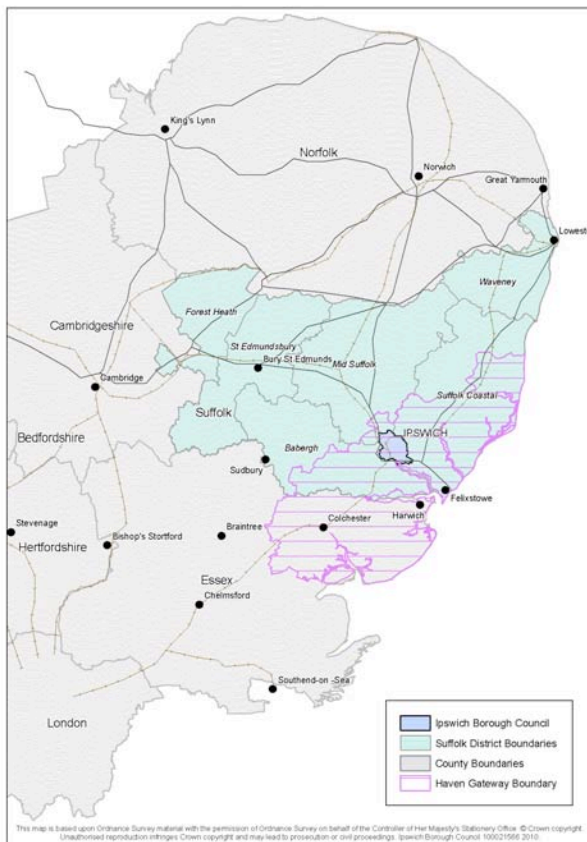 King's Lynn
Norfolk
Norwich
Great Yarmouth
Lowest
Waveney
Forest Heath
Cambridgeshire
St Edmundsbury
Bury St Edmunds
Mid Suffolk
Cambridge
Suffolk Coastal
Suffolk
IPSWICH
Bedfordshire
Babergh
Sudbury
Felixstowe
Harwich
Stevenage
Colchester
Braintree
Hertfordshire
Bishop's Stortford
Essex
Chelmsford
Southend-on -Sea
London
Ipswich Borough Council
Suffolk District Boundaries
County Boundaries
Haven Gateway Boundary
This map is based upon Ordnance Survey material with the permission of Ordnance Survey on behalf of the Controller of Her Majesty's Stationery Office. © Crown copyright.
Unauthorised reproduction infringes Crown copyright and may lead to prosecution or civil proceedings. Ipswich Borough Council 100021566 2010.